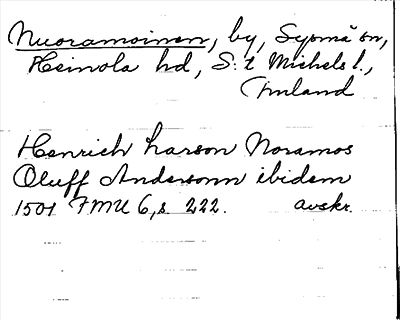 Nuoramoinen, by, Sysmä sn,
Heinola hd, S:t Michels l.,
Finland
Henrich Larson Noramos
Oluff Andersonn ibidem
1501 FMU 6, s. 222. avskr.